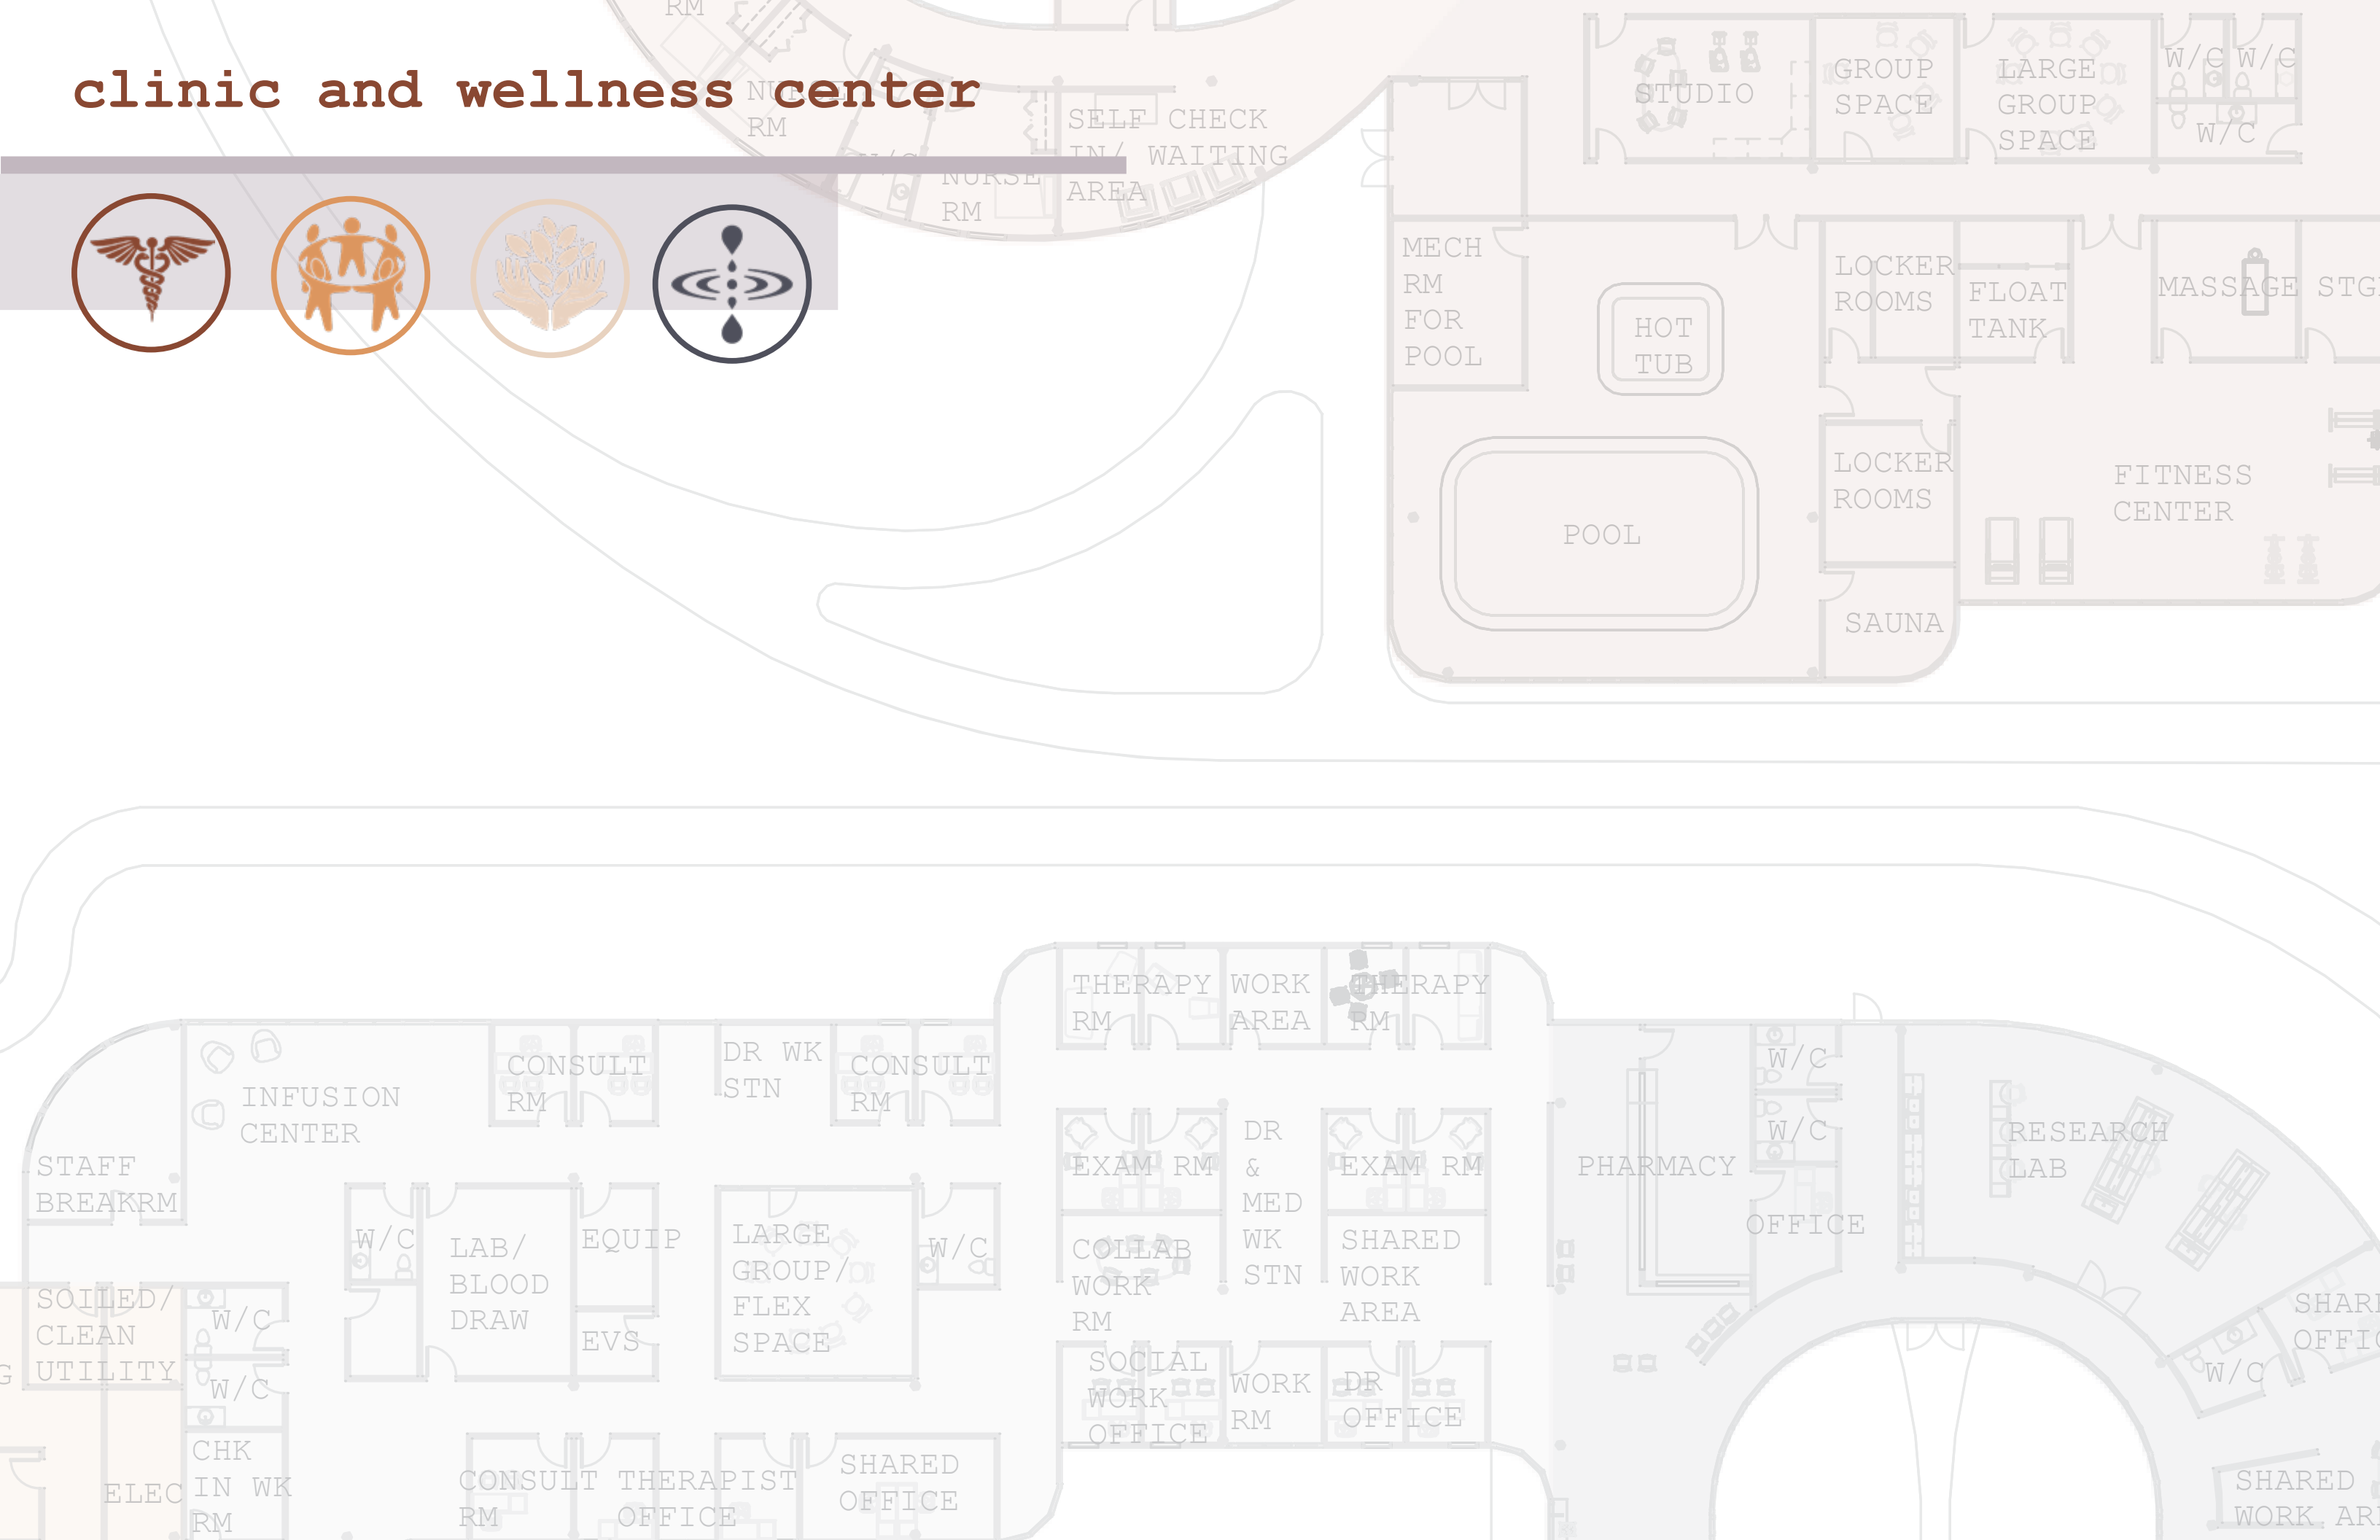 RM
clinic and wellness center
NURSE
RM
W/C
NURSE
RM
SELF CHECK
IN/ WAITING
AREA
STUDIO
GROUP
SPACE
LARGE
GROUP
SPACE
W/C
W/C
W/C
MECH
RM
FOR
POOL
HOT
TUB
LOCKER
ROOMS
FLOAT
TANK
MASSAGE
POOL
LOCKER
ROOMS
FITNESS
CENTER
SAUNA
THERAPY
RM
WORK
AREA
THERAPY
RM
INFUSION
CENTER
CONSULT
RM
DR WK
STN
CONSULT
RM
STAFF
BREAKRM
EXAM RM
DR
&
MED
WK
STN
EXAM RM
PHARMACY
W/C
W/C
OFFICE
RESEARCH
LAB
W/C
LAB/
BLOOD
DRAW
EQUIP
EVS
LARGE
GROUP/
FLEX
SPACE
W/C
COLLAB
WORK
RM
SHARED
WORK
AREA
SOILED/
CLEAN
UTILITY
W/C
W/C
SOCIAL
WORK
OFFICE
WORK
RM
DR
OFFICE
W/C
CHK
IN WK
RM
ELEC
CONSULT
RM
THERAPIST
OFFICE
SHARED
OFFICE
SHARED
WORK